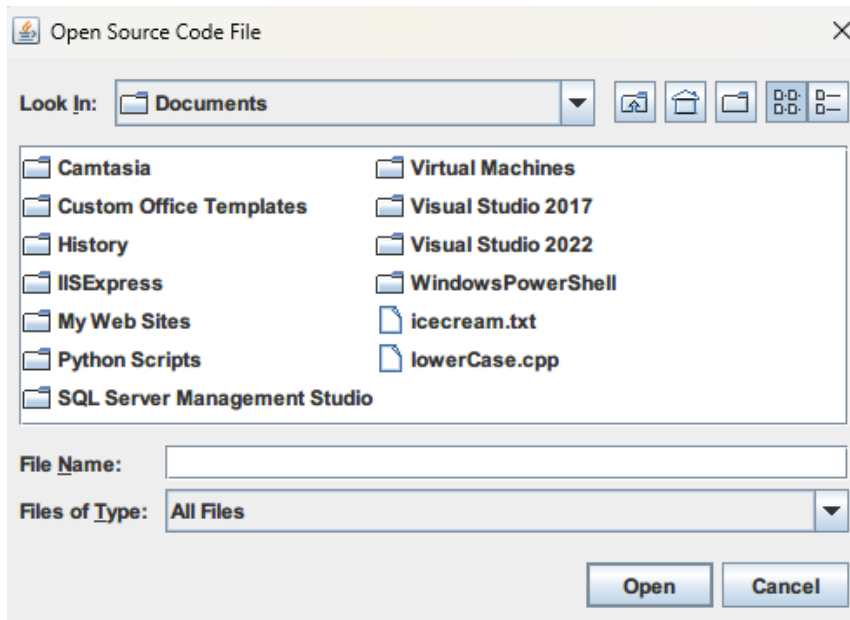 Open Source Code File
Look In: Documents
Camtasia
Custom Office Templates
History
IISExpress
My Web Sites
Python Scripts
SQL Server Management Studio
Virtual Machines
Visual Studio 2017
Visual Studio 2022
WindowsPowerShell
icecream.txt
lowerCase.cpp
File Name:
Files of Type: All Files
Open Cancel